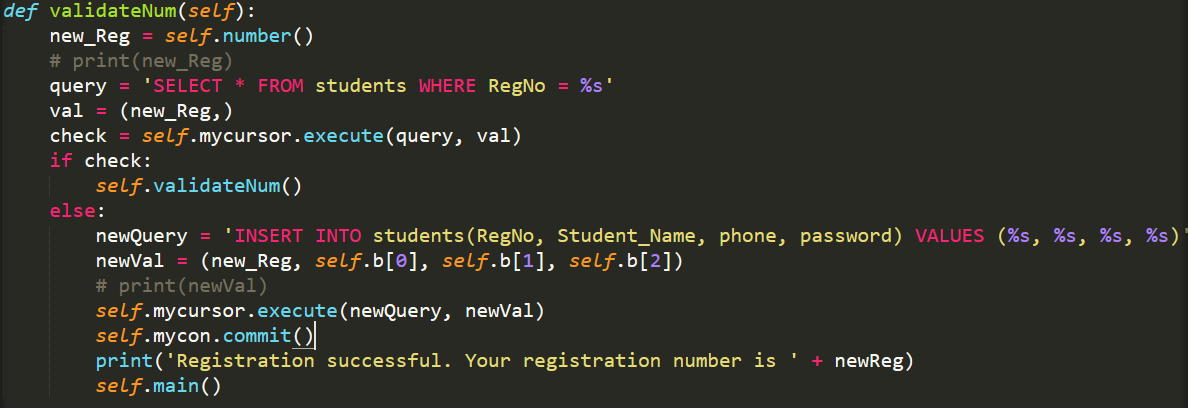 def validateNum(self):
    new_Reg = self.number()
    # print(new_Reg)
    query = 'SELECT * FROM students WHERE RegNo = %s'
    val = (new_Reg,)
    check = self.mycursor.execute(query, val)
    if check:
        self.validateNum()
    else:
        newQuery = 'INSERT INTO students(RegNo, Student_Name, phone, password) VALUES (%s, %s, %s, %s)'
        newVal = (new_Reg, self.b[0], self.b[1], self.b[2])
        # print(newVal)
        self.mycursor.execute(newQuery, newVal)
        self.mycon.commit()
        print('Registration successful. Your registration number is ' + newReg)
        self.main()